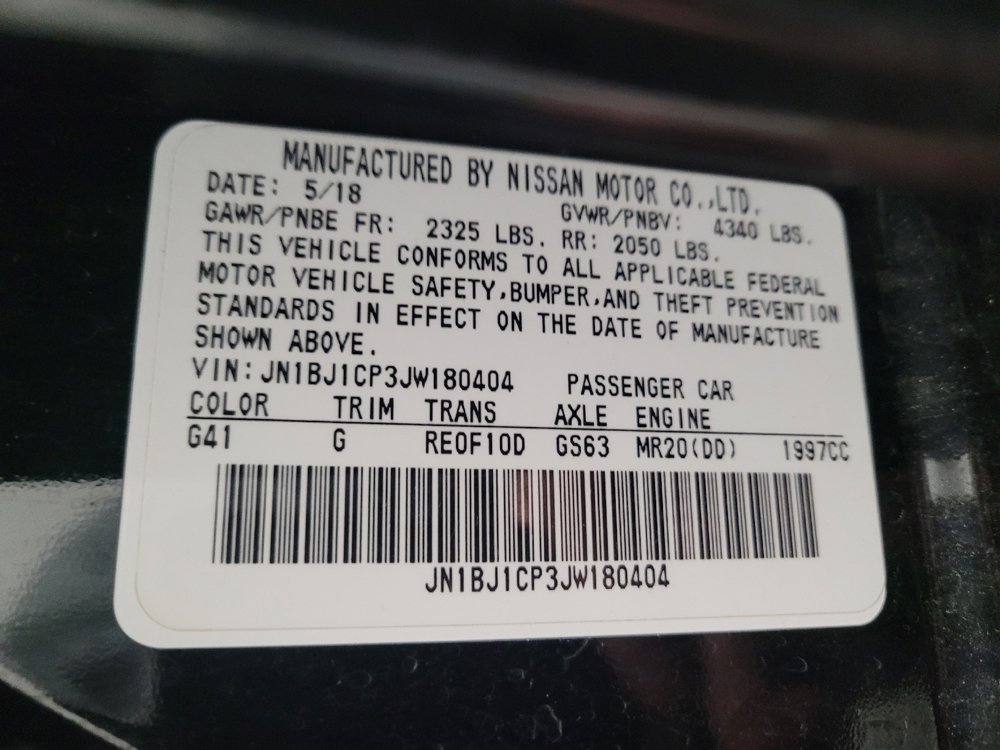 MANUFACTURED BY NISSAN MOTOR CO.,LTD.
DATE: 5/18 GVWR/PNBV: 4340 LBS.
GAWR/PNBE FR: 2325 LBS. RR: 2050 LBS.
THIS VEHICLE CONFORMS TO ALL APPLICABLE FEDERAL
MOTOR VEHICLE SAFETY,BUMPER,AND THEFT PREVENTION
STANDARDS IN EFFECT ON THE DATE OF MANUFACTURE
SHOWN ABOVE.
VIN:JN1BJ1CP3JW180404 PASSENGER CAR
COLOR TRIM TRANS AXLE ENGINE
G41 G RE0F10D GS63 MR20(DD) 1997CC
JN1BJ1CP3JW180404